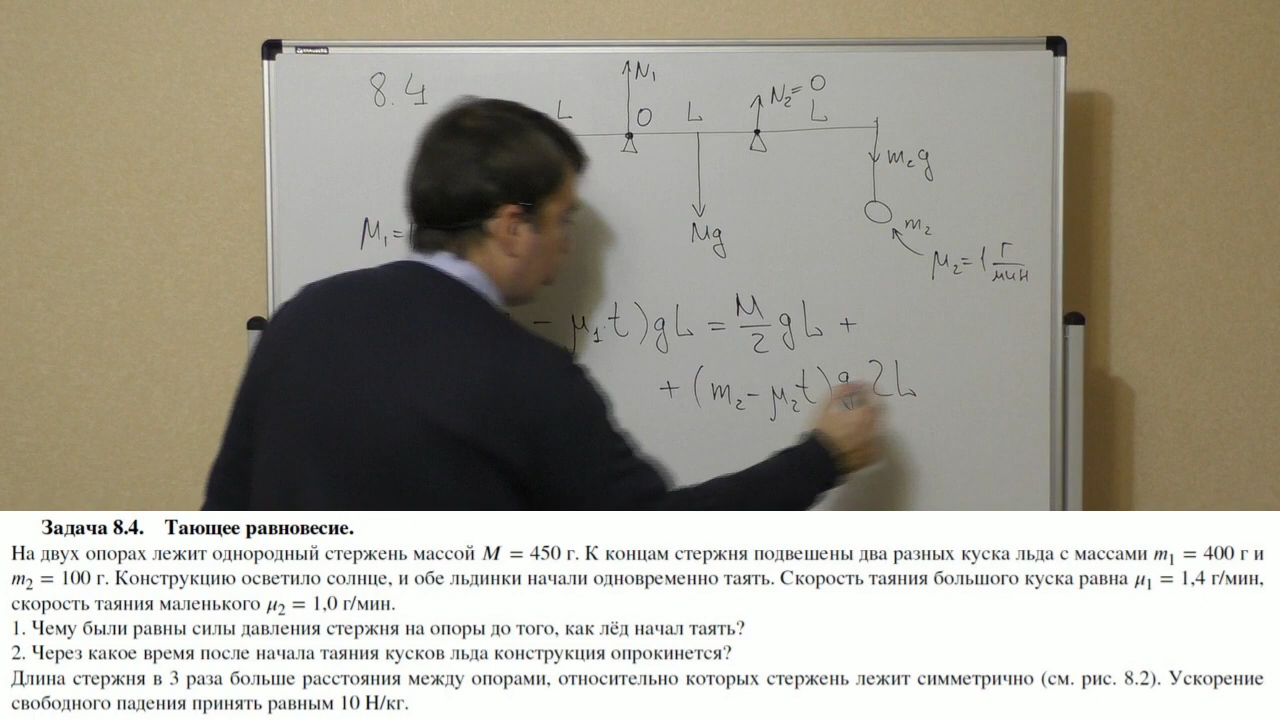 8.4
N₁
L
O
L
N₂=O
L
m₂g
Mg
m₂
M₁=
μ₂=1 г/мин
- μ₁t)gL = M/2 gL +
+ (m₂-μ₂t)g 2L
Задача 8.4. Тающее равновесие.
На двух опорах лежит однородный стержень массой M = 450 г. К концам стержня подвешены два разных куска льда с массами m₁ = 400 г и
m₂ = 100 г. Конструкцию осветило солнце, и обе льдинки начали одновременно таять. Скорость таяния большого куска равна μ₁ = 1,4 г/мин,
скорость таяния маленького μ₂ = 1,0 г/мин.
1. Чему были равны силы давления стержня на опоры до того, как лёд начал таять?
2. Через какое время после начала таяния кусков льда конструкция опрокинется?
Длина стержня в 3 раза больше расстояния между опорами, относительно которых стержень лежит симметрично (см. рис. 8.2). Ускорение
свободного падения принять равным 10 Н/кг.